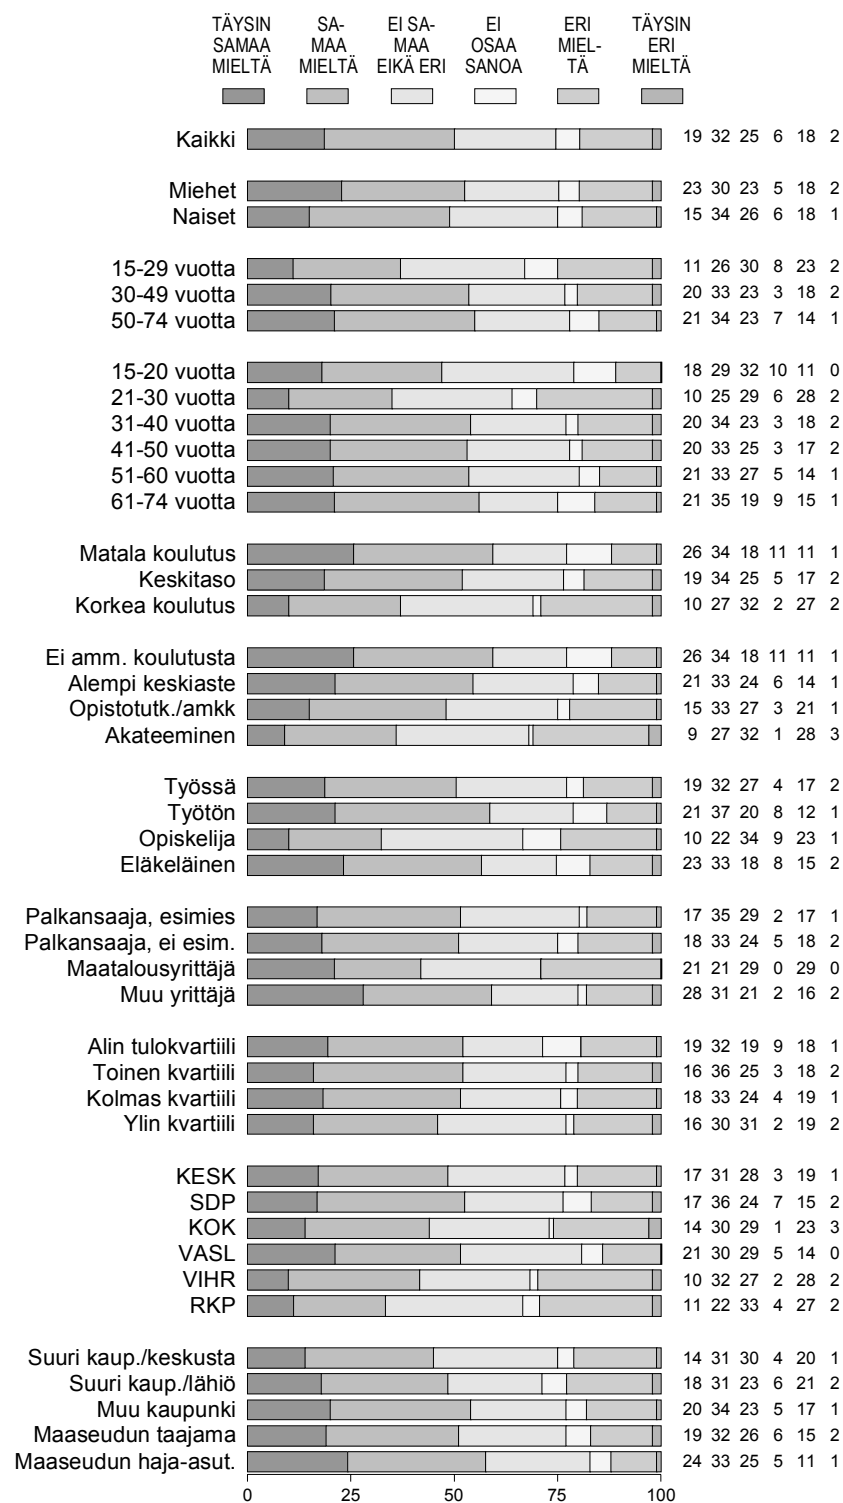 TÄYSIN SA- EI SA- EI ERI TÄYSIN
SAMAA MAA MAA OSAA MIEL- ERI
MIELTÄ MIELTÄ EIKÄ ERI SANOA TÄ MIELTÄ
Kaikki 19 32 25 6 18 2
Miehet 23 30 23 5 18 2
Naiset 15 34 26 6 18 1
15-29 vuotta 11 26 30 8 23 2
30-49 vuotta 20 33 23 3 18 2
50-74 vuotta 21 34 23 7 14 1
15-20 vuotta 18 29 32 10 11 0
21-30 vuotta 10 25 29 6 28 2
31-40 vuotta 20 34 23 3 18 2
41-50 vuotta 20 33 25 3 17 2
51-60 vuotta 21 33 27 5 14 1
61-74 vuotta 21 35 19 9 15 1
Matala koulutus 26 34 18 11 11 1
Keskitaso 19 34 25 5 17 2
Korkea koulutus 10 27 32 2 27 2
Ei amm. koulutusta 26 34 18 11 11 1
Alempi keskiaste 21 33 24 6 14 1
Opistotutk./amkk 15 33 27 3 21 1
Akateeminen 9 27 32 1 28 3
Työssä 19 32 27 4 17 2
Työtön 21 37 20 8 12 1
Opiskelija 10 22 34 9 23 1
Eläkeläinen 23 33 18 8 15 2
Palkansaaja, esimies 17 35 29 2 17 1
Palkansaaja, ei esim. 18 33 24 5 18 2
Maatalousyrittäjä 21 21 29 0 29 0
Muu yrittäjä 28 31 21 2 16 2
Alin tulokvartiili 19 32 19 9 18 1
Toinen kvartiili 16 36 25 3 18 2
Kolmas kvartiili 18 33 24 4 19 1
Ylin kvartiili 16 30 31 2 19 2
KESK 17 31 28 3 19 1
SDP 17 36 24 7 15 2
KOK 14 30 29 1 23 3
VASL 21 30 29 5 14 0
VIHR 10 32 27 2 28 2
RKP 11 22 33 4 27 2
Suuri kaup./keskusta 14 31 30 4 20 1
Suuri kaup./lähiö 18 31 23 6 21 2
Muu kaupunki 20 34 23 5 17 1
Maaseudun taajama 19 32 26 6 15 2
Maaseudun haja-asut. 24 33 25 5 11 1
0 25 50 75 100